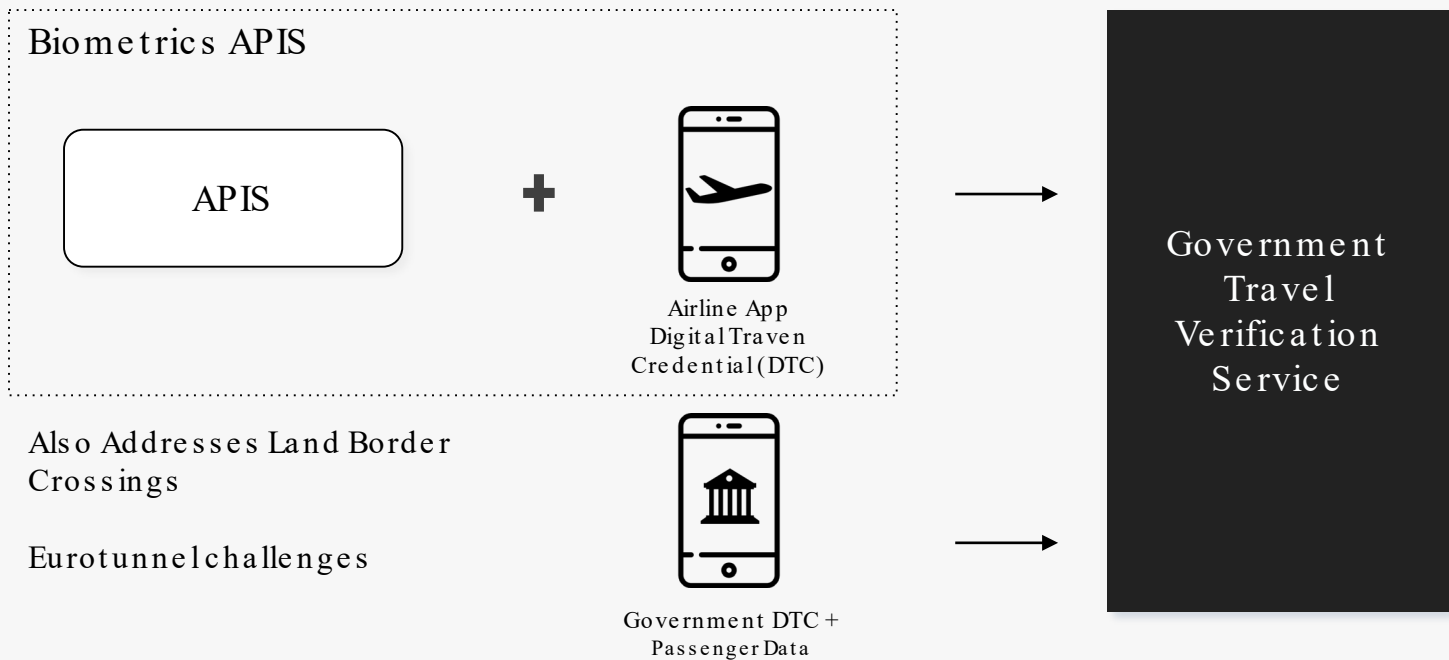 Biometrics APIS
APIS
Airline App
Digital Traven
Credential (DTC)
Also Addresses Land Border
Crossings
Eurotunnel challenges
Government DTC +
Passenger Data
Government
Travel
Verification
Service